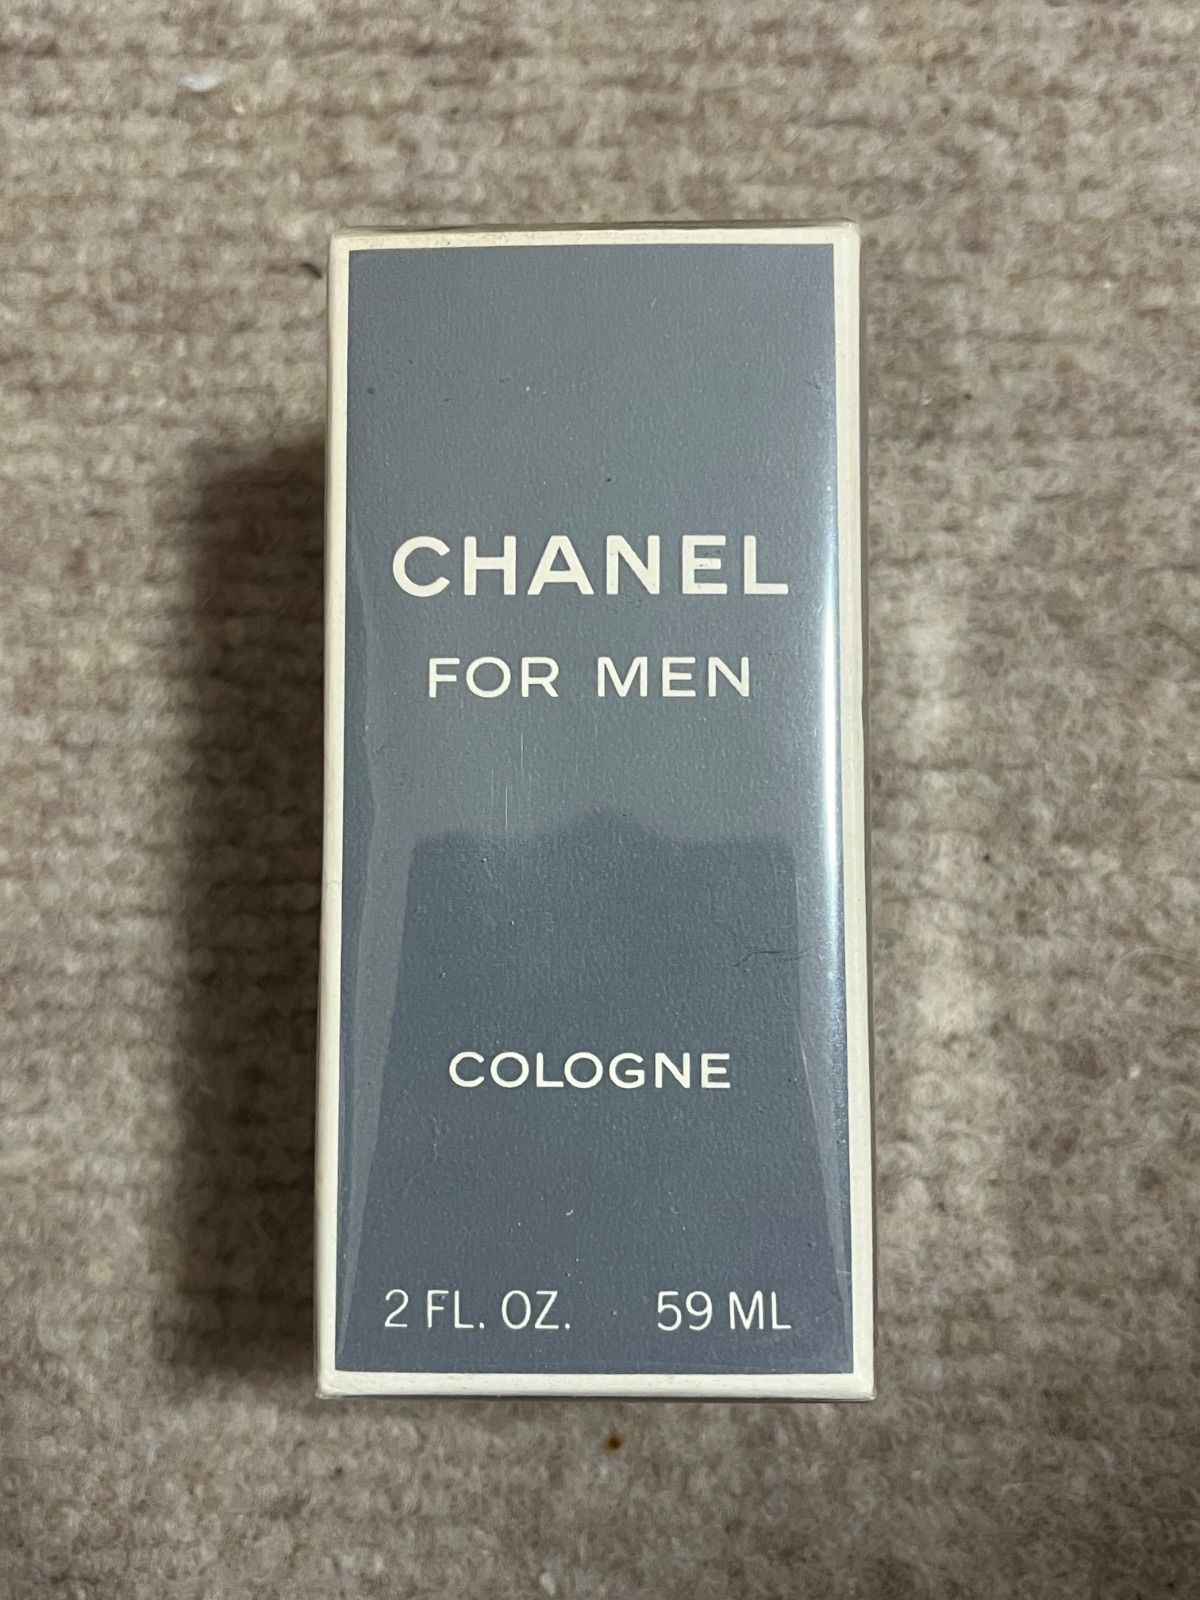 CHANEL
FOR MEN
COLOGNE
2 FL. OZ. 59 ML